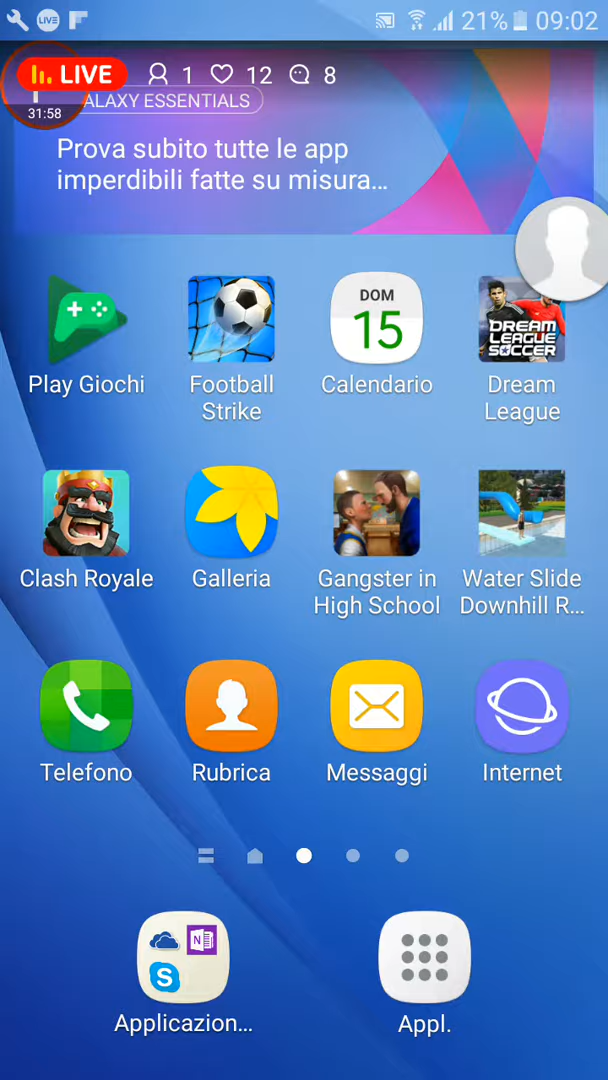 LIVE
21%
09:02
LIVE
1
12
8
31:58
ALAXY ESSENTIALS
Prova subito tutte le app
imperdibili fatte su misura…
DOM
15
DREAM
LEAGUE
SOCCER
Play Giochi
Football
Strike
Calendario
Dream
League
Clash Royale
Galleria
Gangster in
High School
Water Slide
Downhill R…
Telefono
Rubrica
Messaggi
Internet
N
S
Applicazion…
Appl.